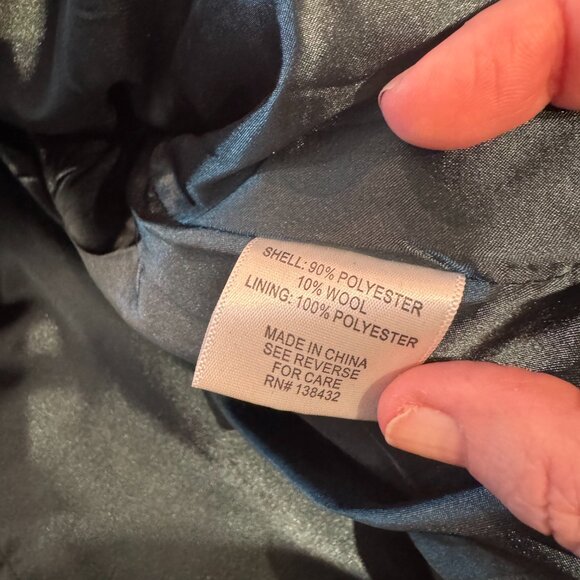 SHELL: 90% POLYESTER
10% WOOL
LINING: 100% POLYESTER
MADE IN CHINA
SEE REVERSE
FOR CARE
RN# 138432